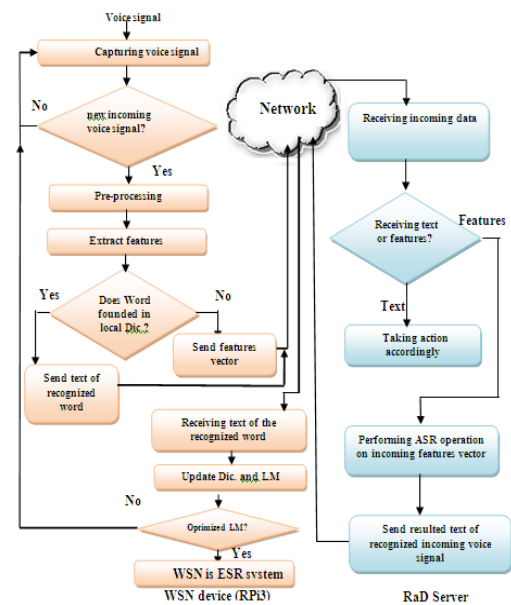 Voice signal
Capturing voice signal
No
new incoming
voice signal?
Yes
Pre-processing
Extract features
Yes
Does Word
founded in
local Dic.?
No
Send features
vector
Send text of
recognized
word
Receiving text of the
recognized word
Update Dic. and LM
No
Oprimized LM?
Yes
WSN is ESR system
WSN device (RPi3)
Network
Receiving incoming data
Receiving text
or features?
Features
Text
Taking action
accordingly
Performing ASR operation
on incoming features vector
Send resulted text of
recognized incoming voice
signal
RaD Server